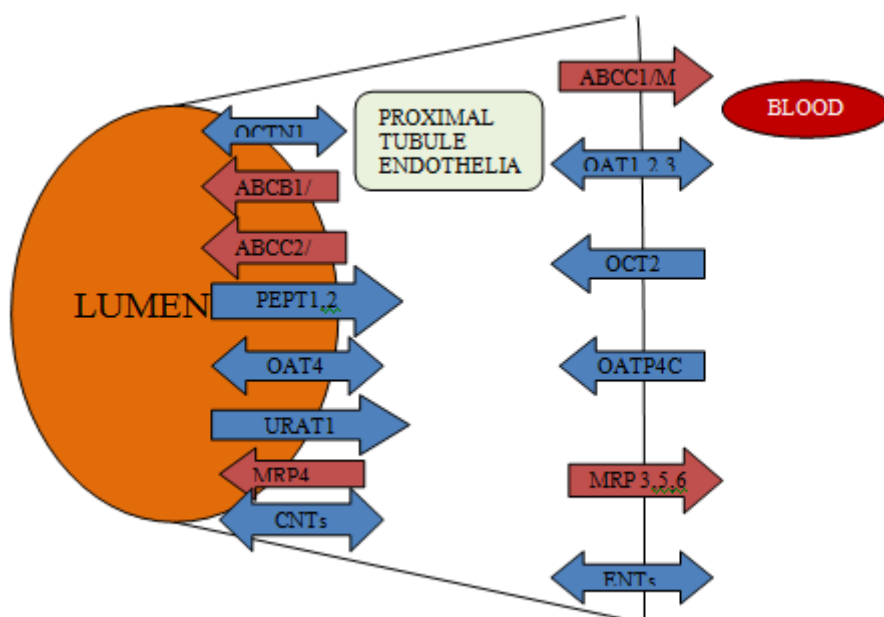 ABCC1/M
BLOOD
OCTN1
PROXIMAL
TUBULE
ENDOTHELIA
OAT1,2,3
ABCB1/
ABCC2/
OCT2
LUMEN
PEPT1,2
OAT4
OATP4C
URAT1
MRP4
MRP 3,5,6
CNTs
ENTs